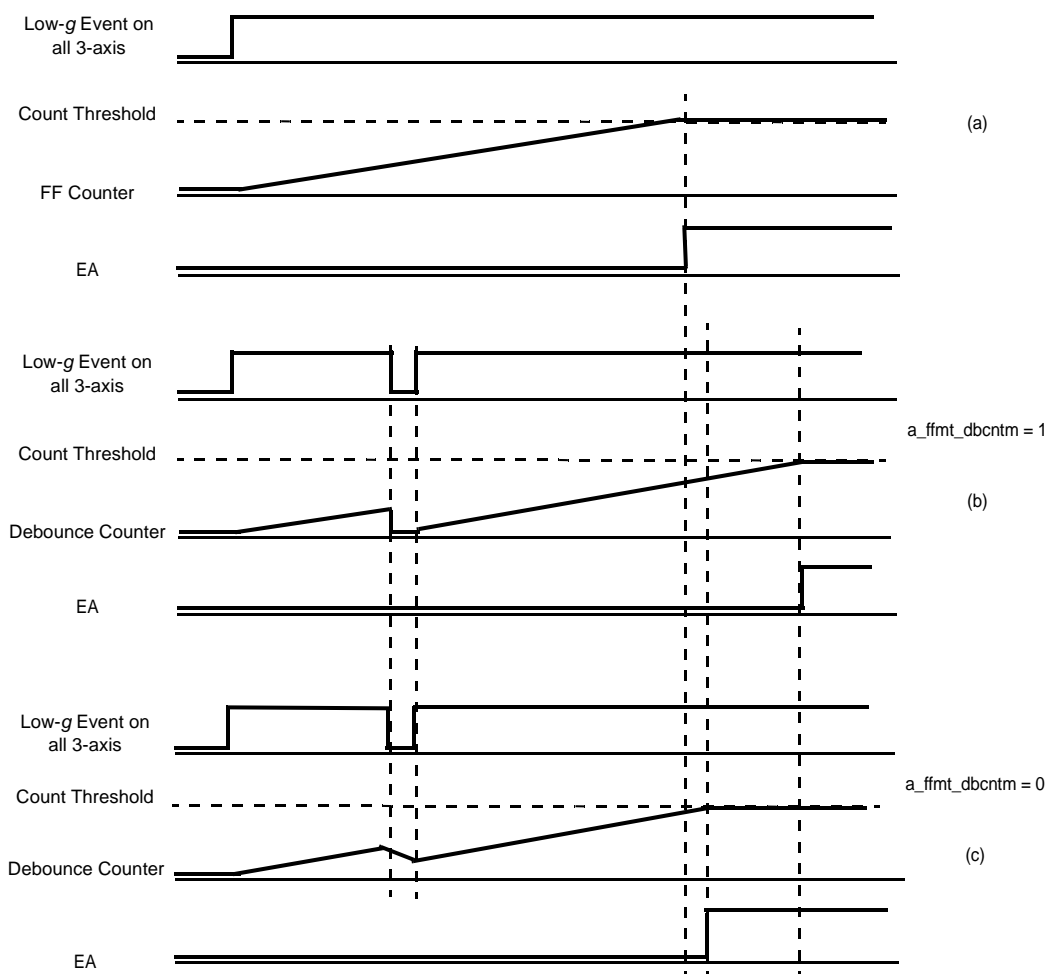 Low-g Event on
all 3-axis
Count Threshold
(a)
FF Counter
EA
Low-g Event on
all 3-axis
a_ffmt_dbcntm = 1
Count Threshold
(b)
Debounce Counter
EA
Low-g Event on
all 3-axis
a_ffmt_dbcntm = 0
Count Threshold
(c)
Debounce Counter
EA